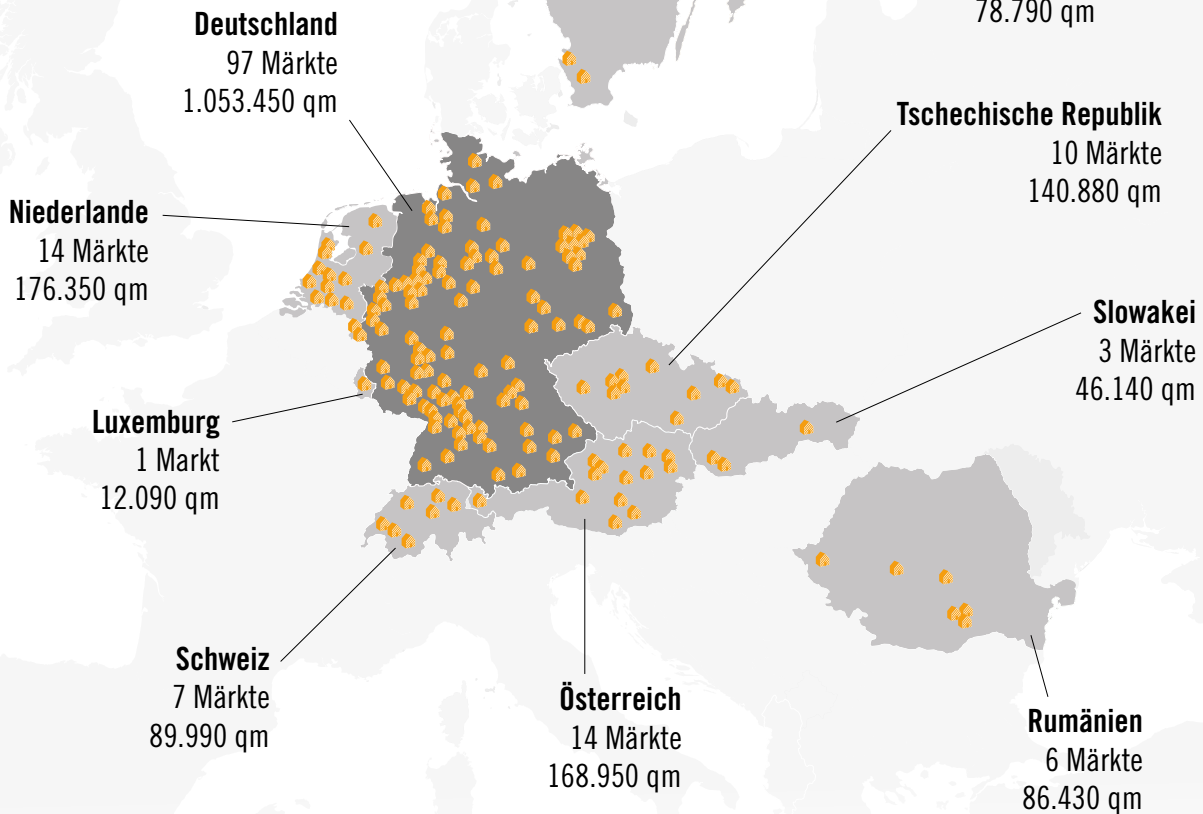 78.790 qm
Deutschland
97 Märkte
1.053.450 qm
Tschechische Republik
10 Märkte
140.880 qm
Niederlande
14 Märkte
176.350 qm
Slowakei
3 Märkte
46.140 qm
Luxemburg
1 Markt
12.090 qm
Schweiz
7 Märkte
89.990 qm
Österreich
14 Märkte
168.950 qm
Rumänien
6 Märkte
86.430 qm